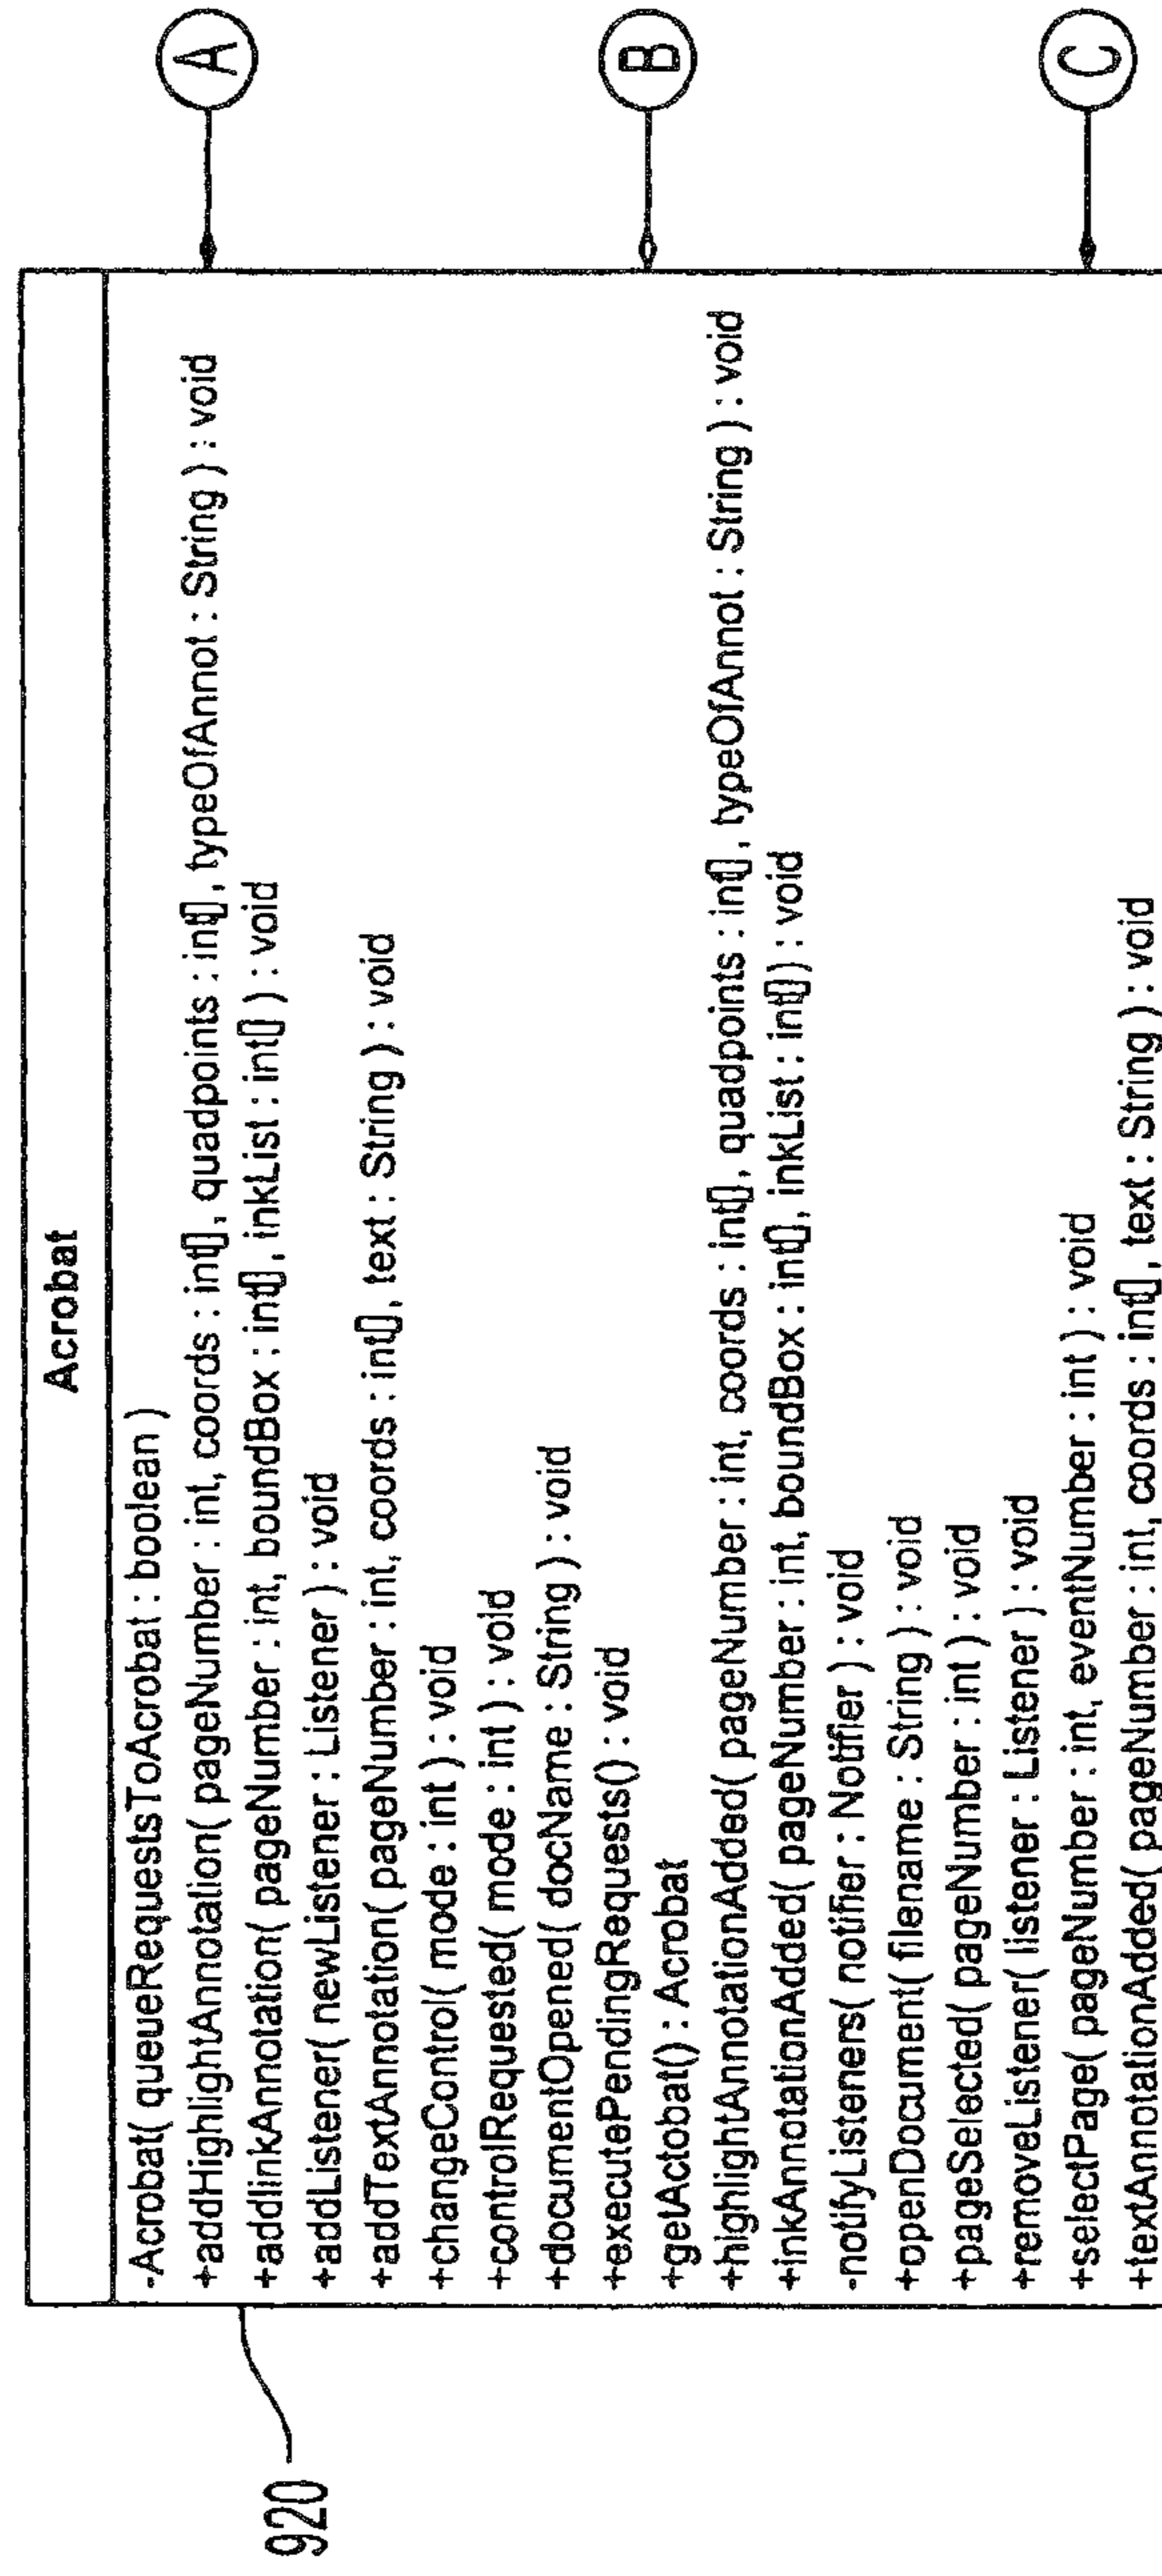 Acrobat
-Acrobat( queueRequestsToAcrobat : boolean )
+addHighlightAnnotation( pageNumber : int, coords : int[], quadpoints : int[], typeOfAnnot : String ) : void
+addInkAnnotation( pageNumber : int, boundBox : int[], inkList : int[] ) : void
+addListener( newListener : Listener ) : void
+addTextAnnotation( pageNumber : int, coords : int[], text : String ) : void
+changeControl( mode : int ) : void
+controlRequested( mode : int ) : void
+documentOpened( docName : String ) : void
+executePendingRequests() : void
+getActobat() : Acrobat
+highlightAnnotationAdded( pageNumber : int, coords : int[], quadpoints : int[], typeOfAnnot : String ) : void
+inkAnnotationAdded( pageNumber : int, boundBox : int[], inkList : int[]) : void
-notifyListeners( notifier : Notifier ) : void
+openDocument( filename : String ) : void
+pageSelected( pageNumber : int ) : void
+removeListener( listener : Listener ) : void
+selectPage( pageNumber : int, eventNumber : int ) : void
+textAnnotationAdded( pageNumber : int, coords : int[], text : String ) : void
920
A
B
C